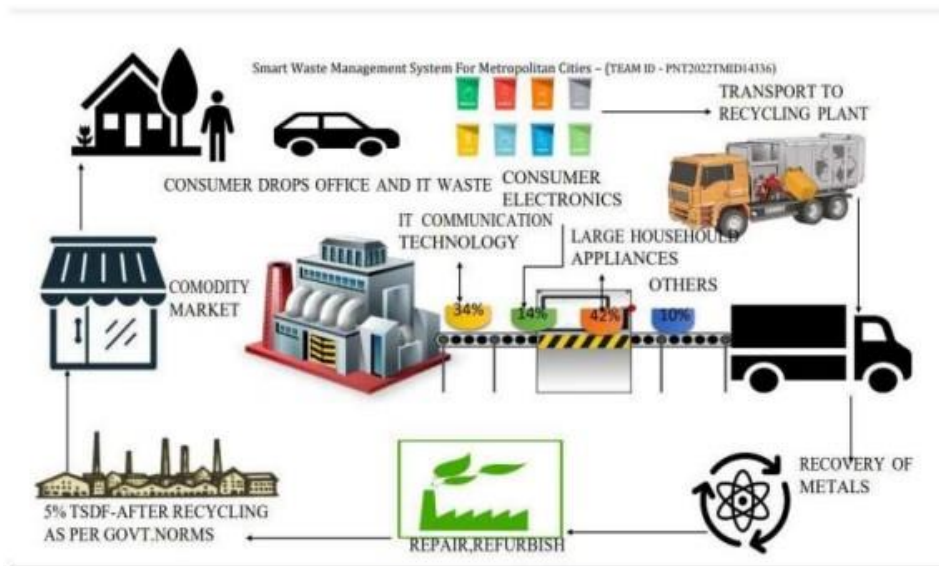 Smart Waste Management System For Metropolitan Cities – (TEAM ID - PNT2022TMID14336)
TRANSPORT TO
RECYCLING PLANT
CONSUMER DROPS OFFICE AND IT WASTE
CONSUMER
ELECTRONICS
IT COMMUNICATION
TECHNOLOGY
LARGE HOUSEHOULD
APPLIANCES
OTHERS
COMODITY
MARKET
34%
14%
42%
10%
RECOVERY OF
METALS
5% TSDF-AFTER RECYCLING
AS PER GOVT.NORMS
REPAIR,REFURBISH